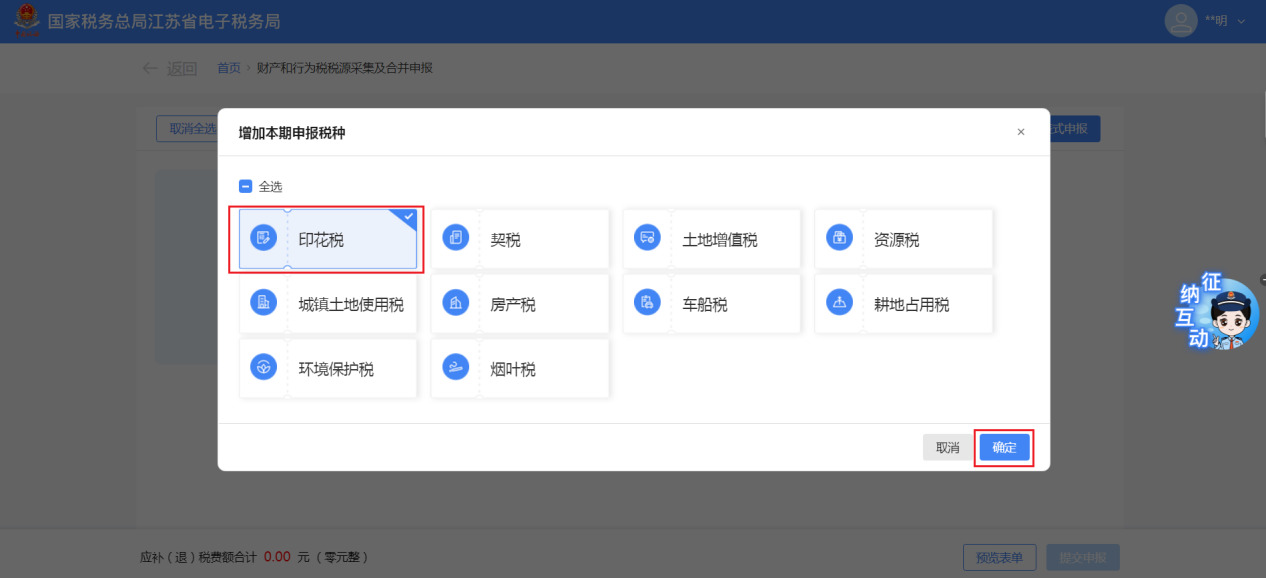 国家税务总局江苏省电子税务局
**明
返回 首页 › 财产和行为税税源采集及合并申报
取消全选
式申报
增加本期申报税种
×
全选
印花税 契税 土地增值税 资源税
城镇土地使用税 房产税 车船税 耕地占用税
环境保护税 烟叶税
征
纳
互
动
取消 确定
应补（退）税费额合计 0.00 元（零元整）
预览表单 提交申报